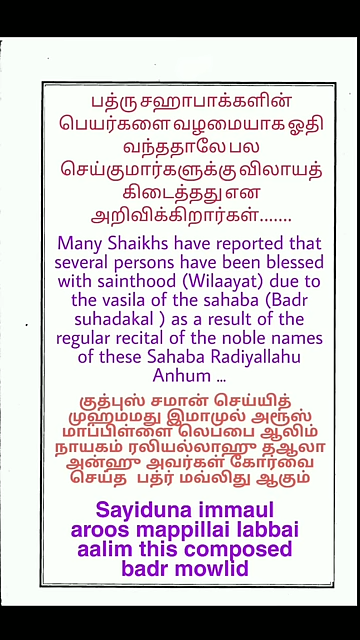 பத்ரு சஹாபாக்களின்
பெயர்களை வழமையாக ஓதி
வந்ததாலே பல
செய்குமார்களுக்கு விலாயத்
கிடைத்தது என
அறிவிக்கிறார்கள்.......
Many Shaikhs have reported that
several persons have been blessed
with sainthood (Wilaayat) due to
the vasila of the sahaba (Badr
suhadakal ) as a result of the
regular recital of the noble names
of these Sahaba Radiyallahu
Anhum ...
குத்புஸ் சமான் செய்யித்
முஹம்மது இமாமுல் அரூஸ்
மாப்பிள்ளை லெப்பை ஆலிம்
நாயகம் ரலியல்லாஹு தஆலா
அன்ஹு அவர்கள் கோர்வை
செய்த பத்ர் மவ்லிது ஆகும்
Sayiduna immaul
aroos mappillai labbai
aalim this composed
badr mowlid